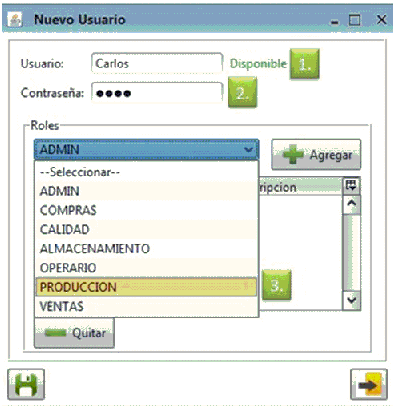 Nuevo Usuario
Usuario: Carlos Disponible 1.
Contraseña: 2.
Roles
ADMIN
Agregar
--Seleccionar--
ADMIN
ripcion
COMPRAS
CALIDAD
ALMACENAMIENTO
OPERARIO
PRODUCCION 3.
VENTAS
Quitar